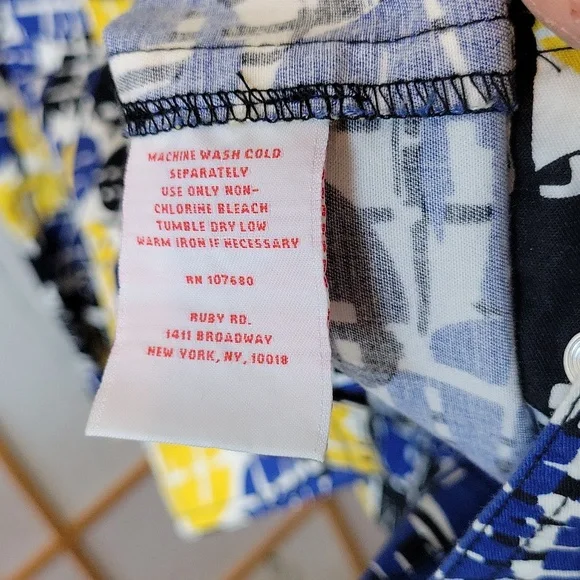 MACHINE WASH COLD
SEPARATELY
USE ONLY NON-
CHLORINE BLEACH
TUMBLE DRY LOW
WARM IRON IF NECESSARY
RN 107680
RUBY RD.
1411 BROADWAY
NEW YORK, NY, 10018